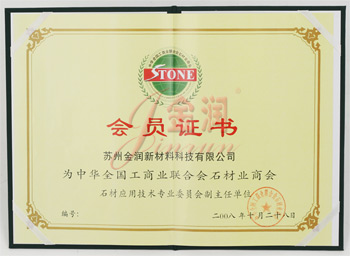 STONE
金润
Jinrun
会员证书
苏州金润新材料科技有限公司
为中华全国工商业联合会石材业商会
石材应用技术专业委员会副主任单位
编号:
二00八年十月二十八日